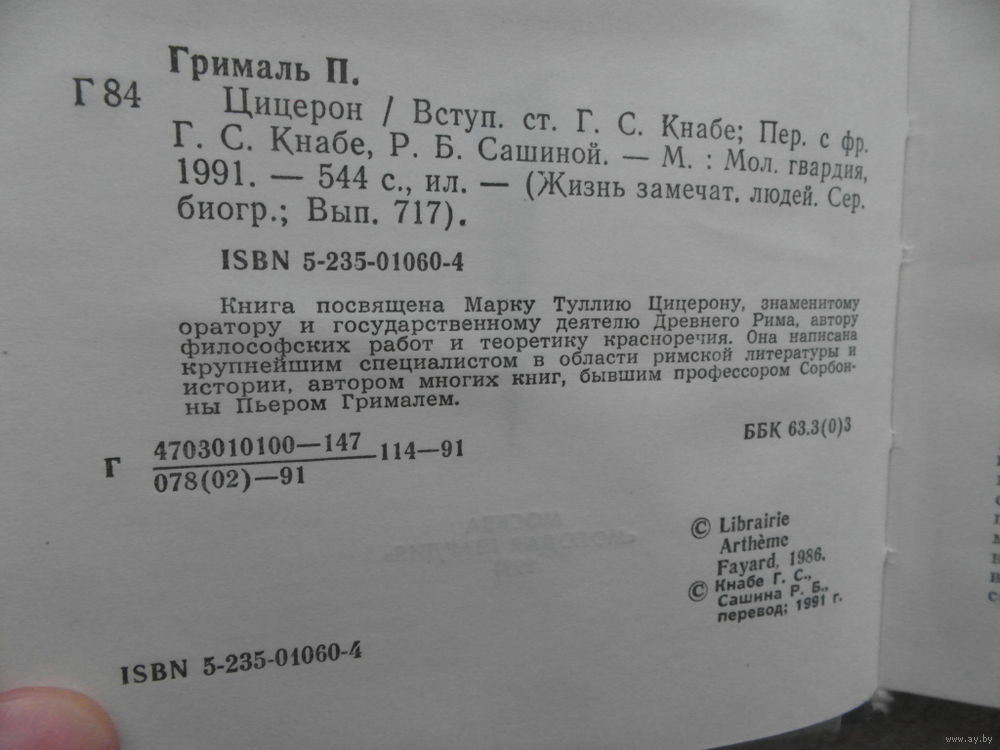 Грималь П.
Г 84
Цицерон / Вступ. ст. Г. С. Кнабе; Пер. с фр.
Г. С. Кнабе, Р. Б. Сашиной. — М. : Мол. гвардия,
1991. — 544 с., ил. — (Жизнь замечат. людей. Сер.
биогр.; Вып. 717).
ISBN 5-235-01060-4
Книга посвящена Марку Туллию Цицерону, знаменитому
оратору и государственному деятелю Древнего Рима, автору
философских работ и теоретику красноречия. Она написана
крупнейшим специалистом в области римской литературы и
истории, автором многих книг, бывшим профессором Сорбон-
ны Пьером Грималем.
Г 4703010100—147
078(02)—91
114—91
ББК 63.3(0)3
© Librairie
Arthème
Fayard, 1986.
© Кнабе Г. С.,
Сашина Р. Б.,
перевод; 1991 г.
ISBN 5-235-01060-4
www.ay.by